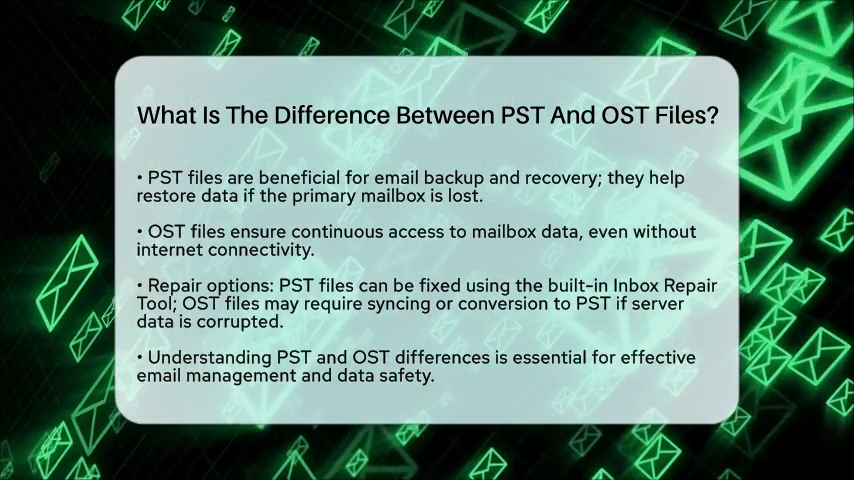 What Is The Difference Between PST And OST Files?
• PST files are beneficial for email backup and recovery; they help
restore data if the primary mailbox is lost.
• OST files ensure continuous access to mailbox data, even without
internet connectivity.
• Repair options: PST files can be fixed using the built-in Inbox Repair
Tool; OST files may require syncing or conversion to PST if server
data is corrupted.
• Understanding PST and OST differences is essential for effective
email management and data safety.